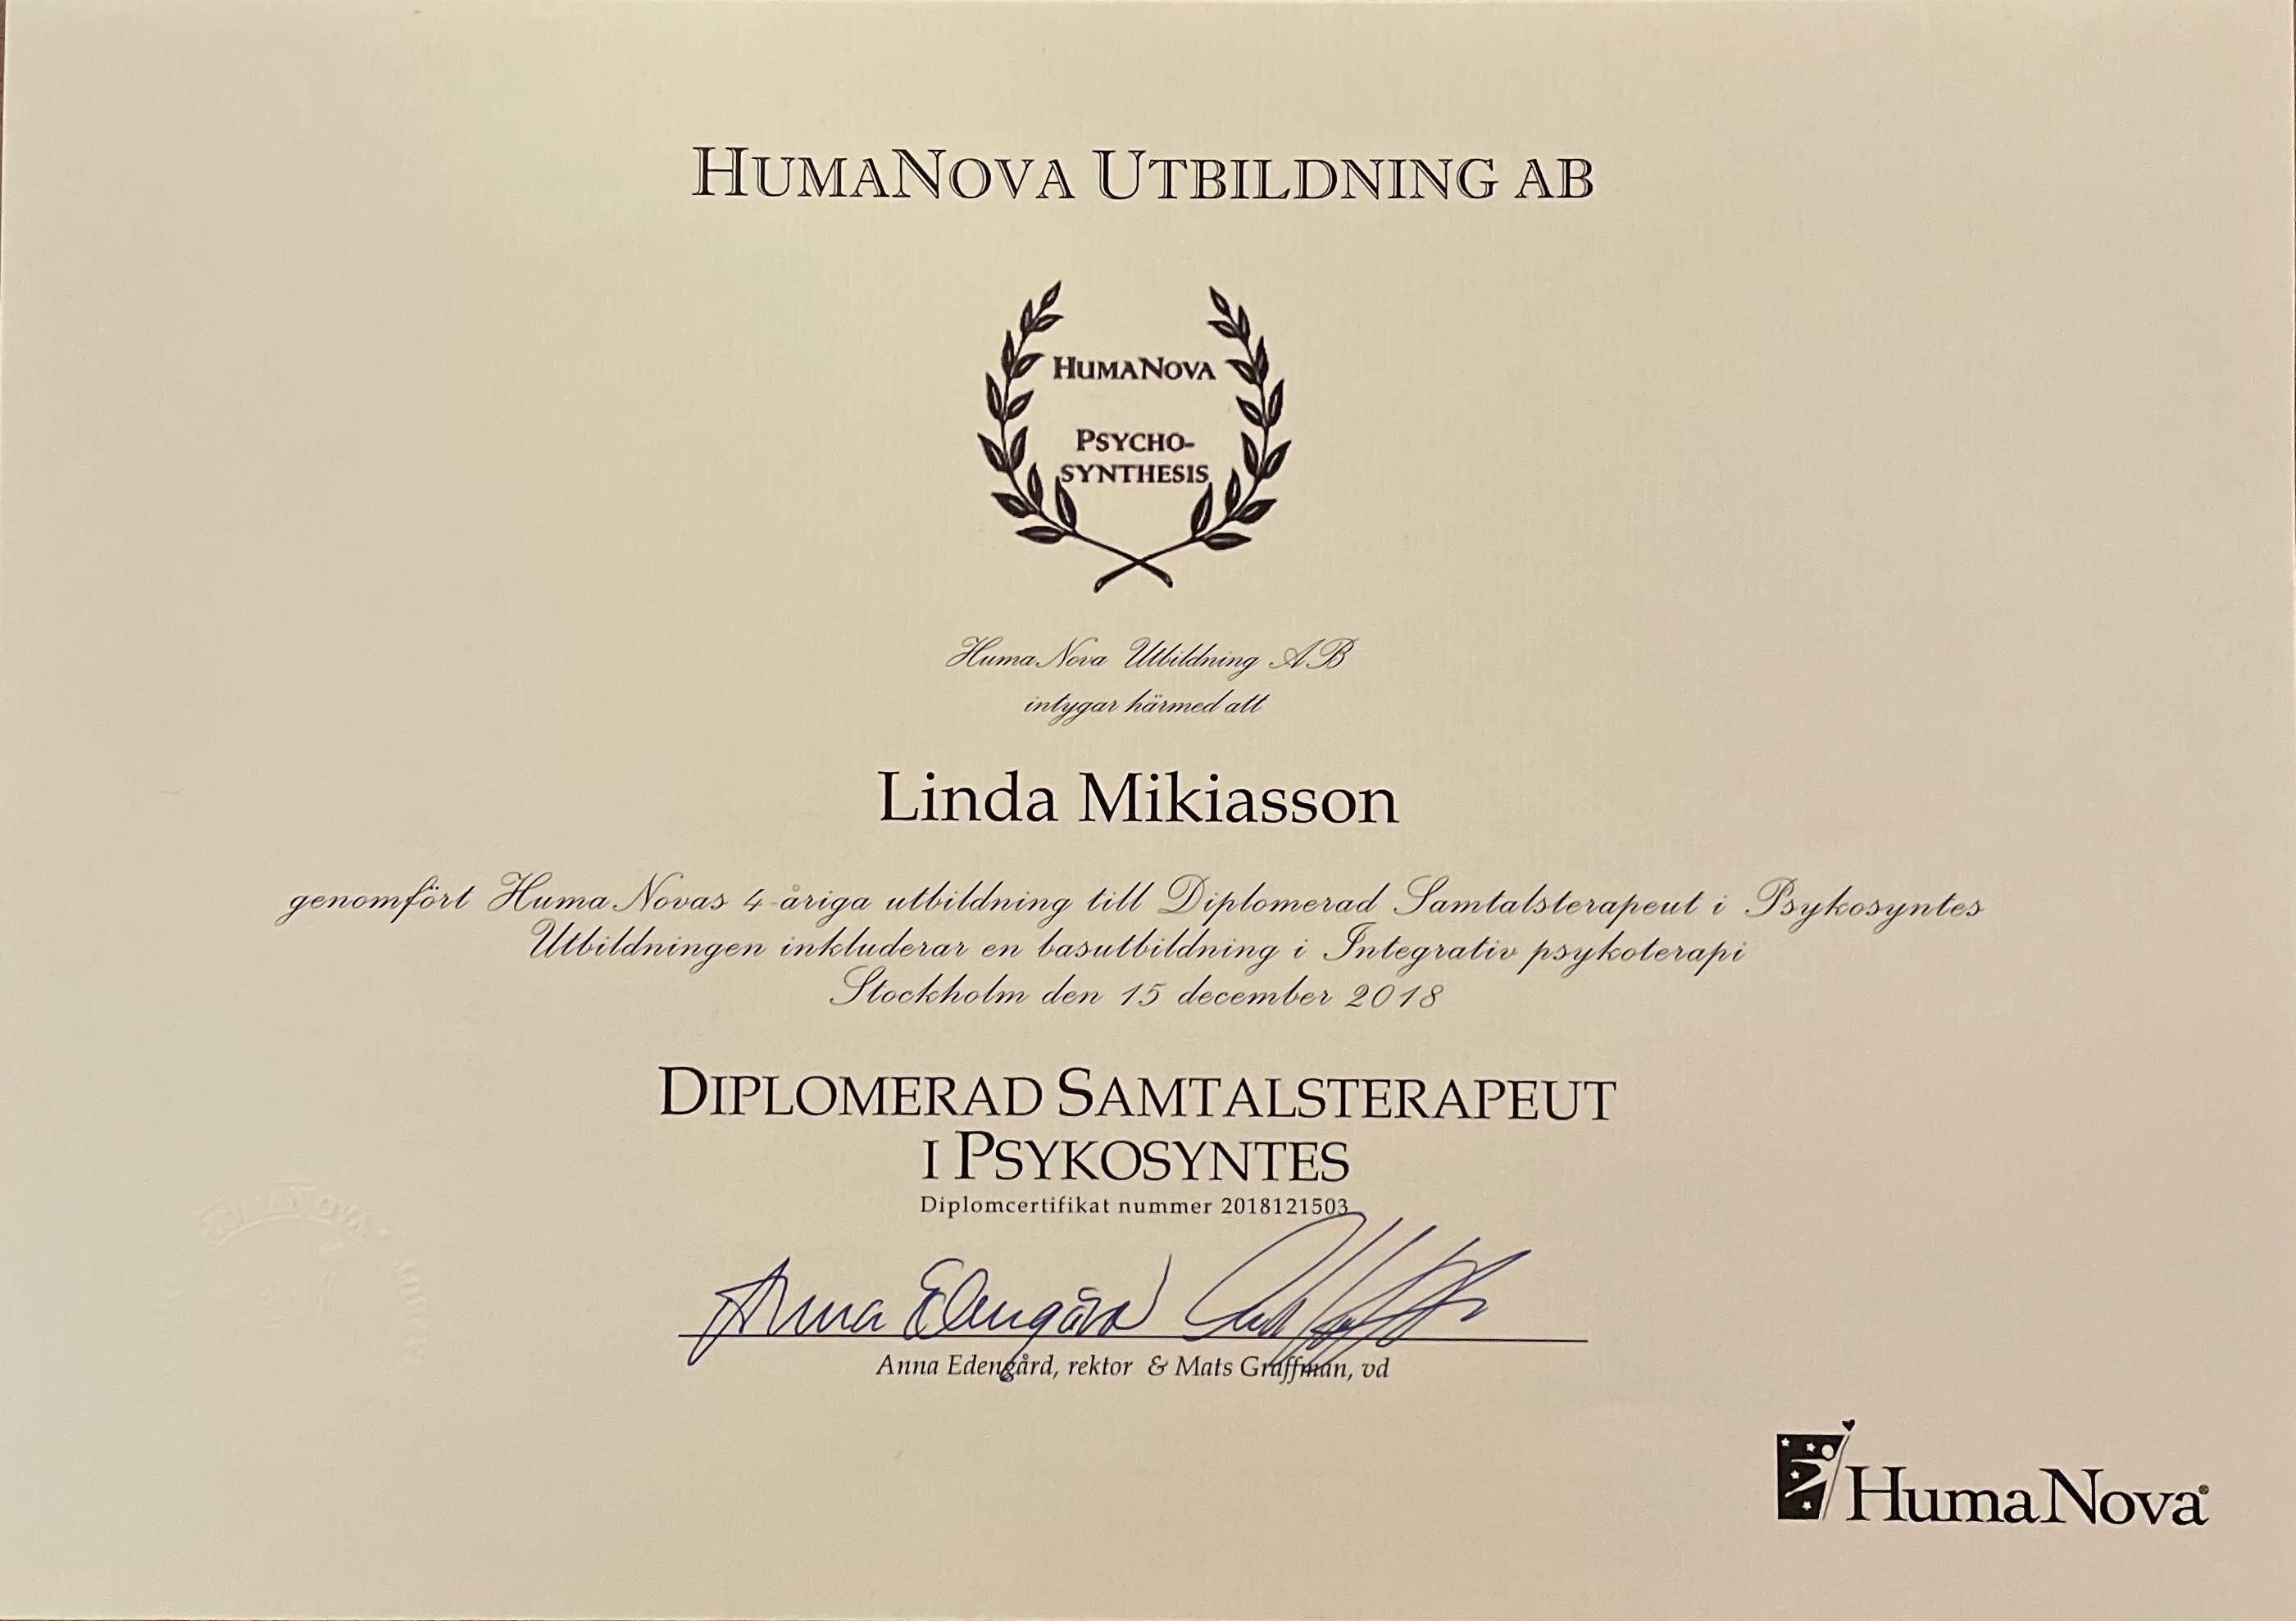 HUMANOVA UTBILDNING AB
HUMANOVA
PSYCHO-
SYNTHESIS
HumaNova Utbildning AB
intygar härmed att
Linda Mikiasson
genomfört HumaNovas 4-åriga utbildning till Diplomerad Samtalsterapeut i Psykosyntes
Utbildningen inkluderar en basutbildning i Integrativ psykoterapi
Stockholm den 15 december 2018
DIPLOMERAD SAMTALSTERAPEUT
I PSYKOSYNTES
Diplomcertifikat nummer 2018121503
Anna Edengård
Anna Edengård, rektor & Mats Graffman, vd
HUMANOVA
HumaNova